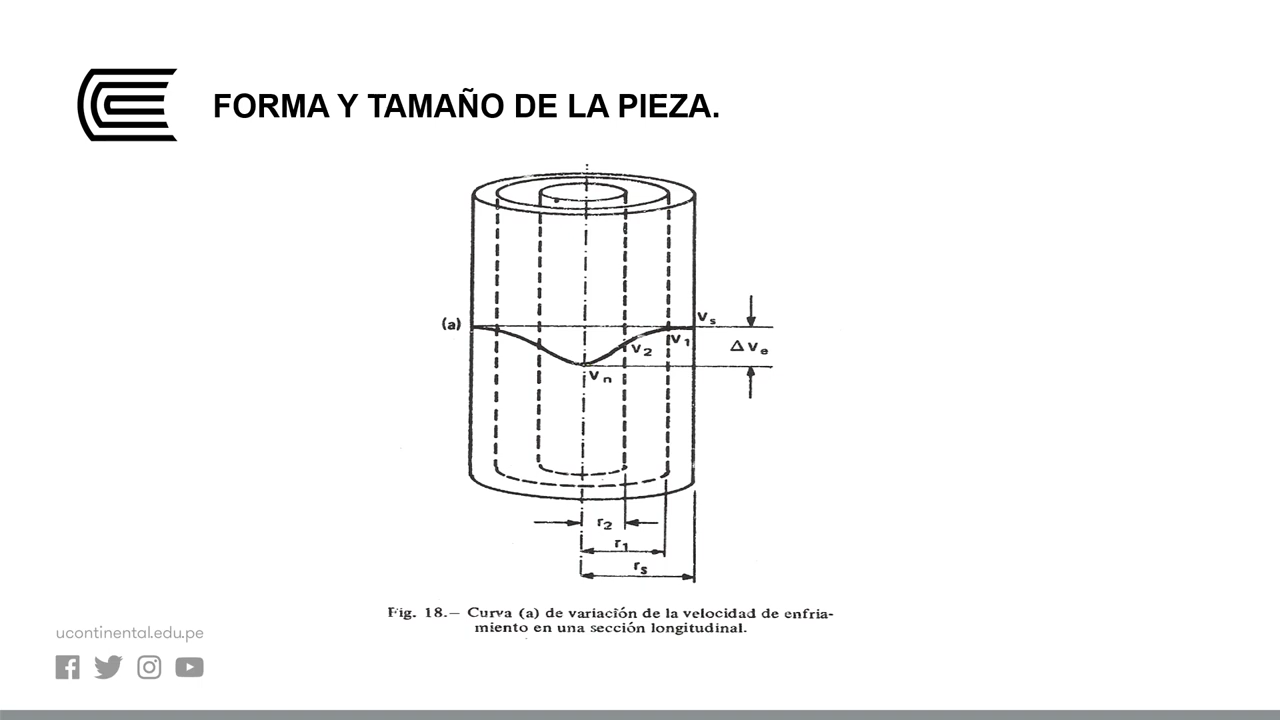 FORMA Y TAMAÑO DE LA PIEZA.
(a)
Vs
V1
V2
ΔVe
Vn
r2
r1
rs
Fig. 18.— Curva (a) de variación de la velocidad de enfria-
miento en una sección longitudinal.
ucontinental.edu.pe